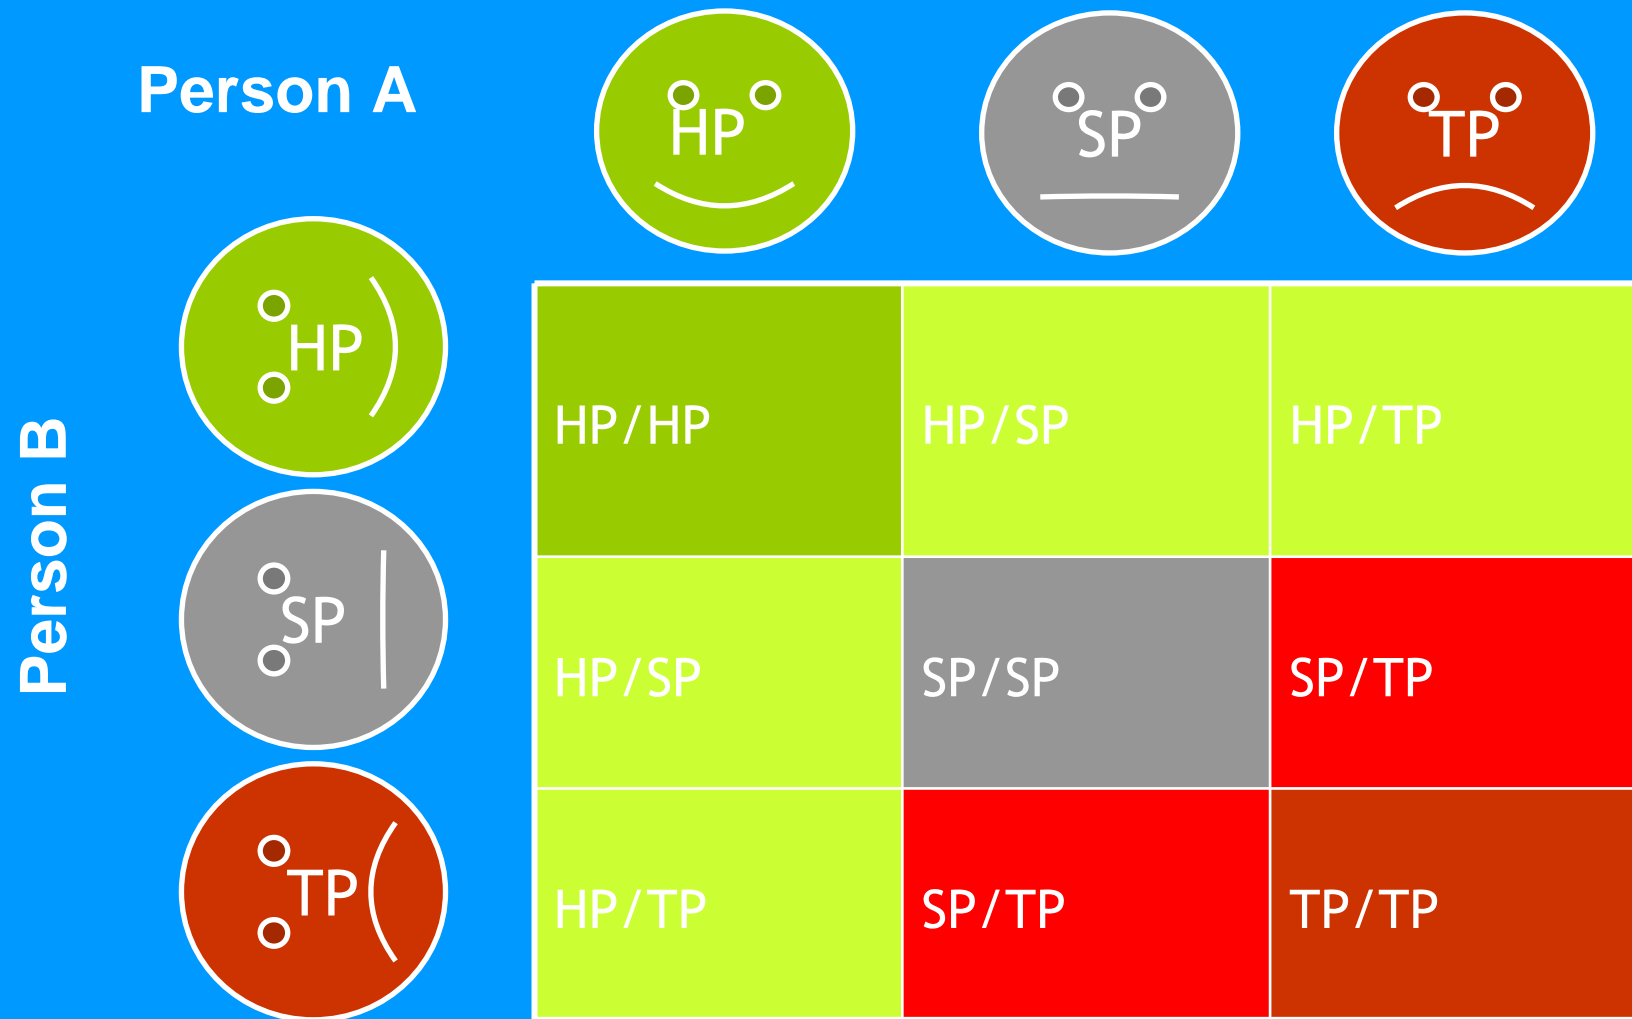 Person A
HP
SP
TP
Person B
HP
SP
TP
HP/HP
HP/SP
HP/TP
HP/SP
SP/SP
SP/TP
HP/TP
SP/TP
TP/TP